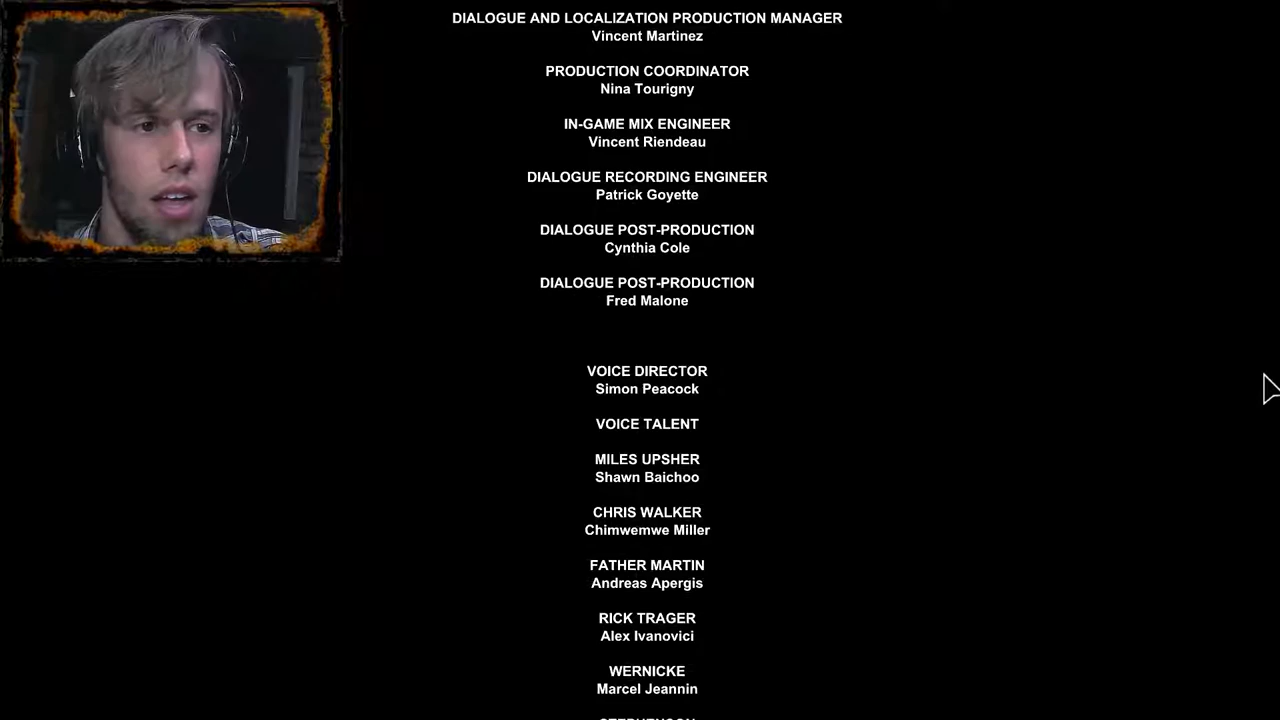 DIALOGUE AND LOCALIZATION PRODUCTION MANAGER
Vincent Martinez
PRODUCTION COORDINATOR
Nina Tourigny
IN-GAME MIX ENGINEER
Vincent Riendeau
DIALOGUE RECORDING ENGINEER
Patrick Goyette
DIALOGUE POST-PRODUCTION
Cynthia Cole
DIALOGUE POST-PRODUCTION
Fred Malone
VOICE DIRECTOR
Simon Peacock
VOICE TALENT
MILES UPSHER
Shawn Baichoo
CHRIS WALKER
Chimwemwe Miller
FATHER MARTIN
Andreas Apergis
RICK TRAGER
Alex Ivanovici
WERNICKE
Marcel Jeannin